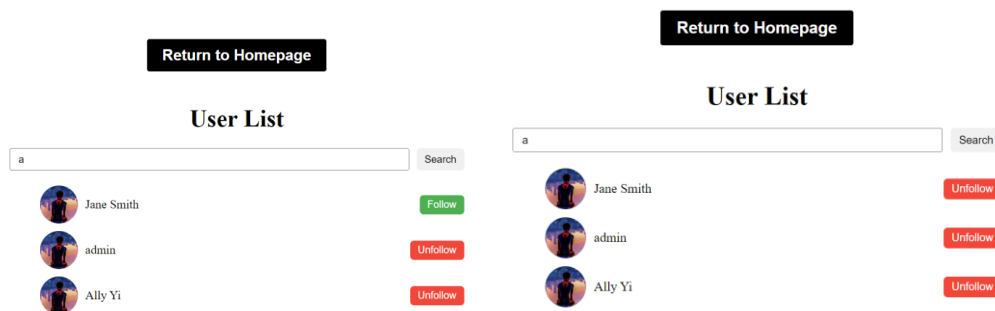 Return to Homepage
User List
a
Search
Jane Smith
Follow
admin
Unfollow
Ally Yi
Unfollow
Return to Homepage
User List
a
Search
Jane Smith
Unfollow
admin
Unfollow
Ally Yi
Unfollow